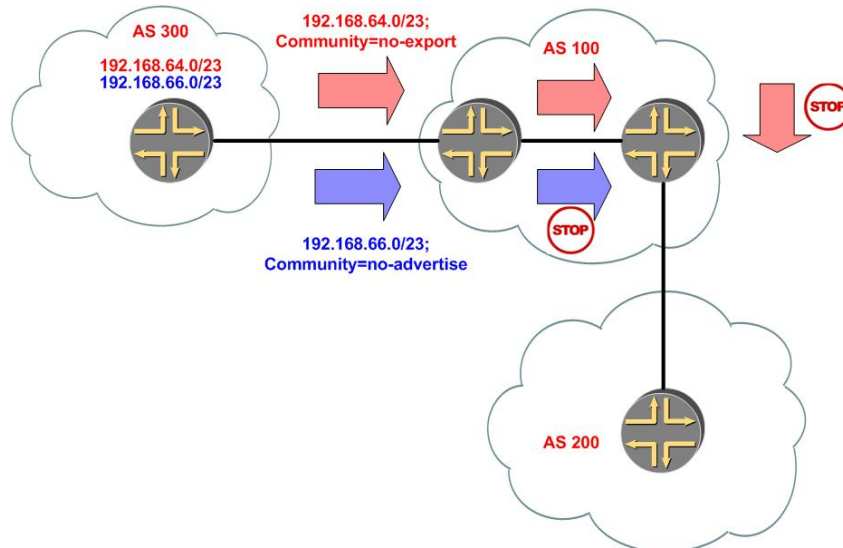 192.168.64.0/23;
Community=no-export
AS 300
192.168.64.0/23
192.168.66.0/23
AS 100
STOP
STOP
192.168.66.0/23;
Community=no-advertise
AS 200